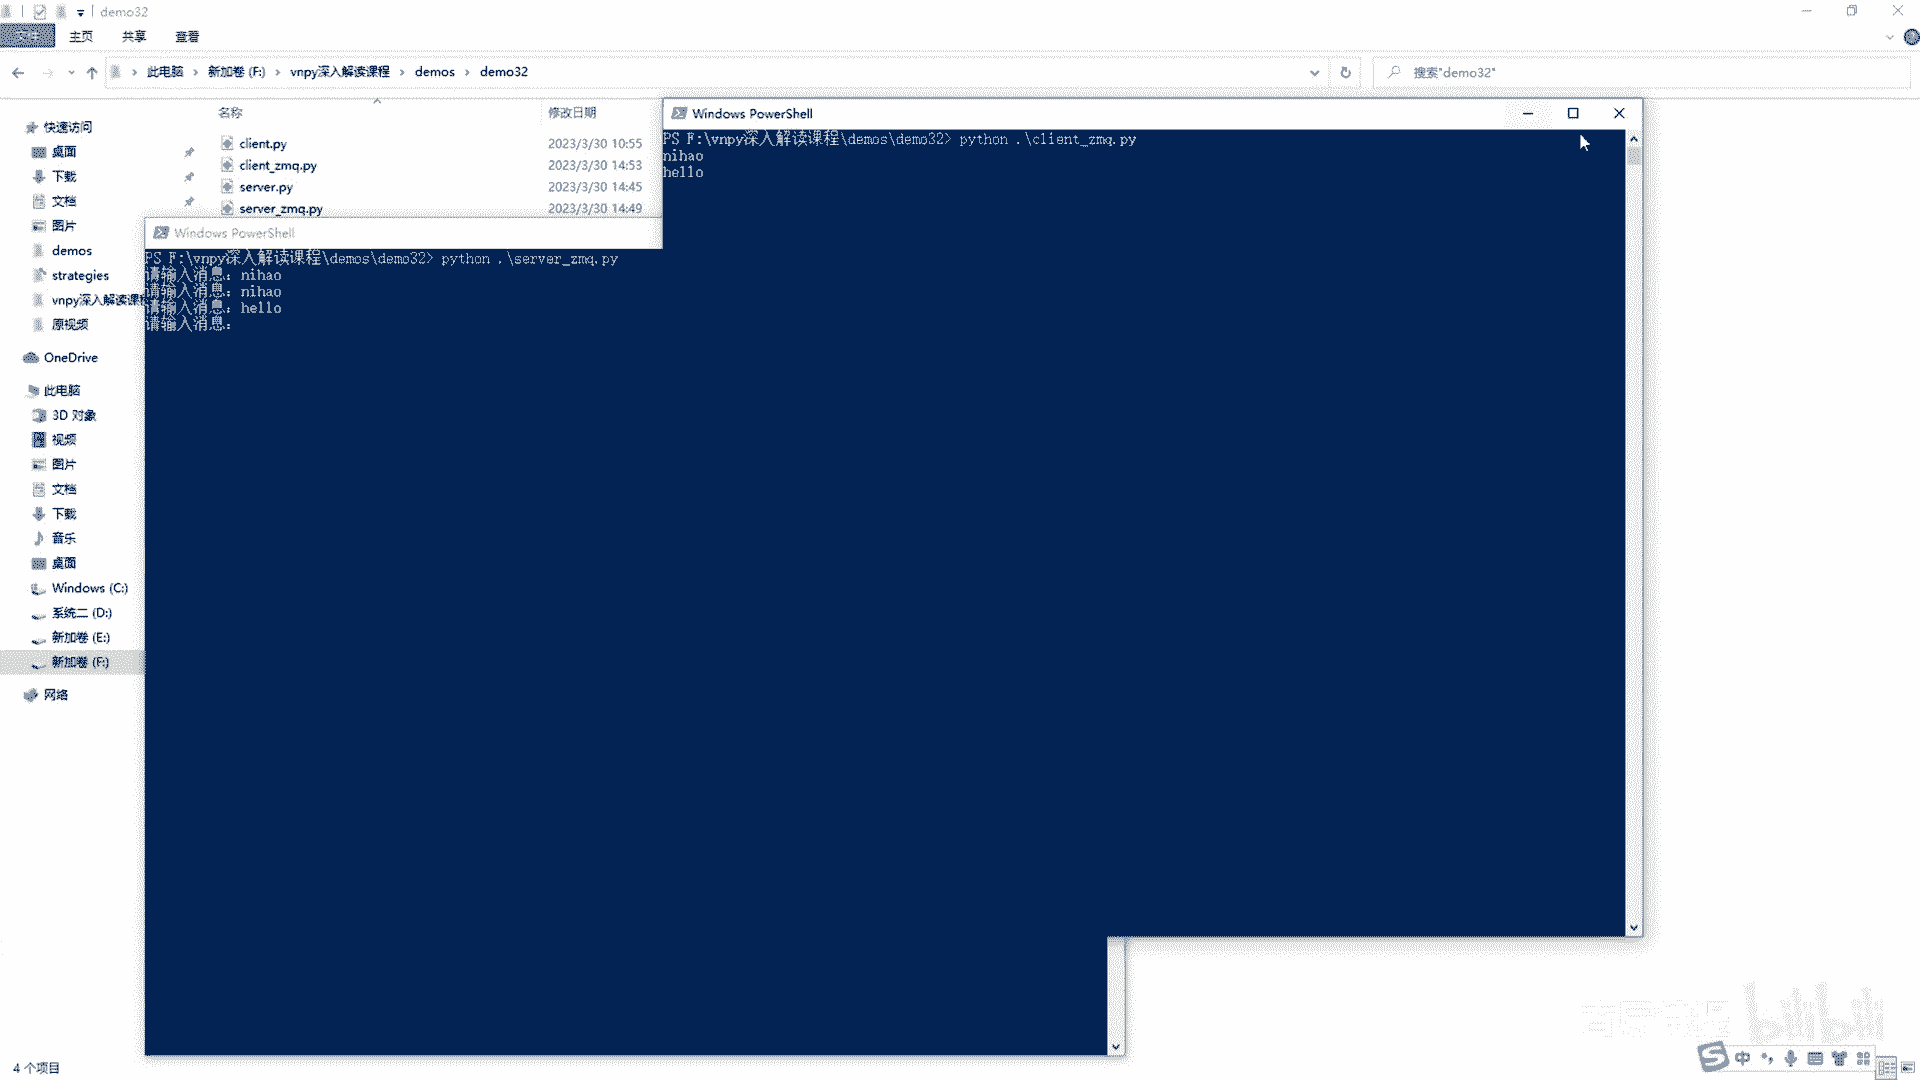 demo32
文件 主页 共享 查看
此电脑 新加卷 (F:) vnpy深入解读课程 demos demo32
搜索"demo32"
名称 修改日期
client.py 2023/3/30 10:55
client_zmq.py 2023/3/30 14:53
server.py 2023/3/30 14:45
server_zmq.py 2023/3/30 14:49
快速访问
桌面
下载
文档
图片
demos
strategies
vnpy深入解读课程
原视频
OneDrive
此电脑
3D 对象
视频
图片
文档
下载
音乐
桌面
Windows (C:)
系统二 (D:)
新加卷 (E:)
新加卷 (F:)
网络
4 个项目
Windows PowerShell
PS F:\vnpy深入解读课程\demos\demo32> python .\client_zmq.py
nihao
hello
Windows PowerShell
PS F:\vnpy深入解读课程\demos\demo32> python .\server_zmq.py
请输入消息: nihao
请输入消息: nihao
请输入消息: hello
请输入消息:
bilibili
中